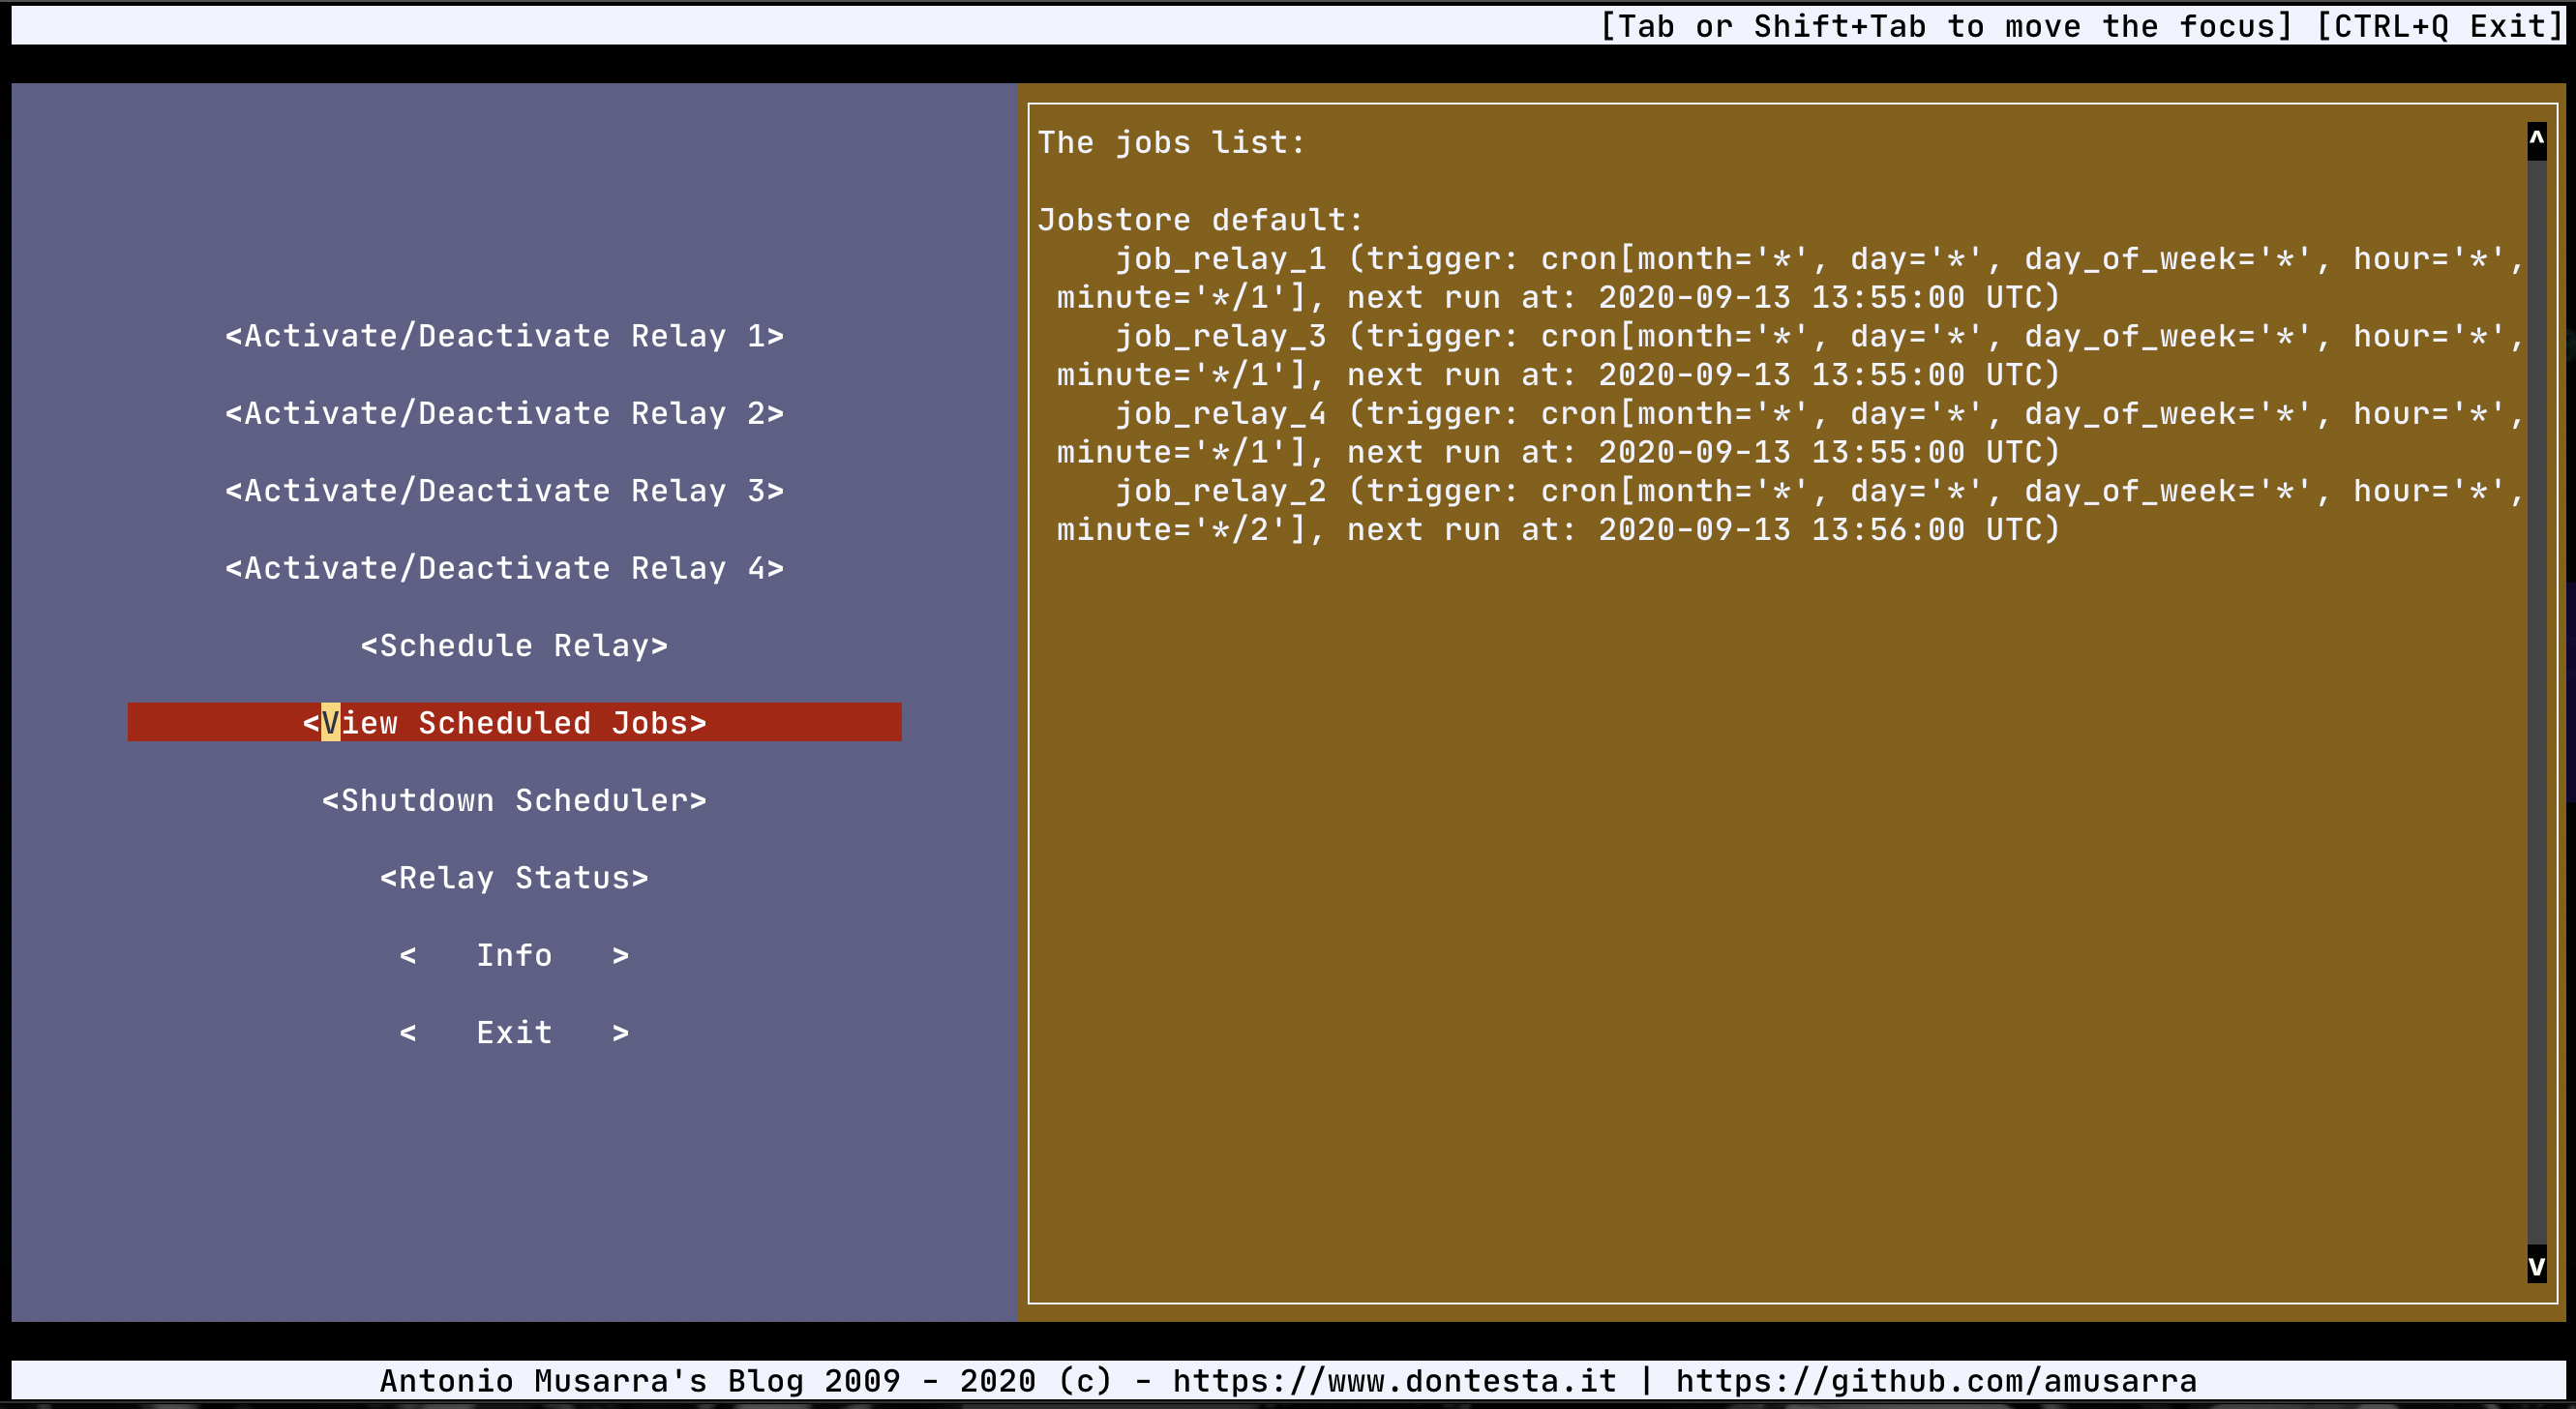 [Tab or Shift+Tab to move the focus] [CTRL+Q Exit]
<Activate/Deactivate Relay 1>
<Activate/Deactivate Relay 2>
<Activate/Deactivate Relay 3>
<Activate/Deactivate Relay 4>
<Schedule Relay>
<View Scheduled Jobs>
<Shutdown Scheduler>
<Relay Status>
<   Info   >
<   Exit   >
The jobs list:
Jobstore default:
    job_relay_1 (trigger: cron[month='*', day='*', day_of_week='*', hour='*',
 minute='*/1'], next run at: 2020-09-13 13:55:00 UTC)
    job_relay_3 (trigger: cron[month='*', day='*', day_of_week='*', hour='*',
 minute='*/1'], next run at: 2020-09-13 13:55:00 UTC)
    job_relay_4 (trigger: cron[month='*', day='*', day_of_week='*', hour='*',
 minute='*/1'], next run at: 2020-09-13 13:55:00 UTC)
    job_relay_2 (trigger: cron[month='*', day='*', day_of_week='*', hour='*',
 minute='*/2'], next run at: 2020-09-13 13:56:00 UTC)
^
v
Antonio Musarra's Blog 2009 - 2020 (c) - https://www.dontesta.it | https://github.com/amusarra